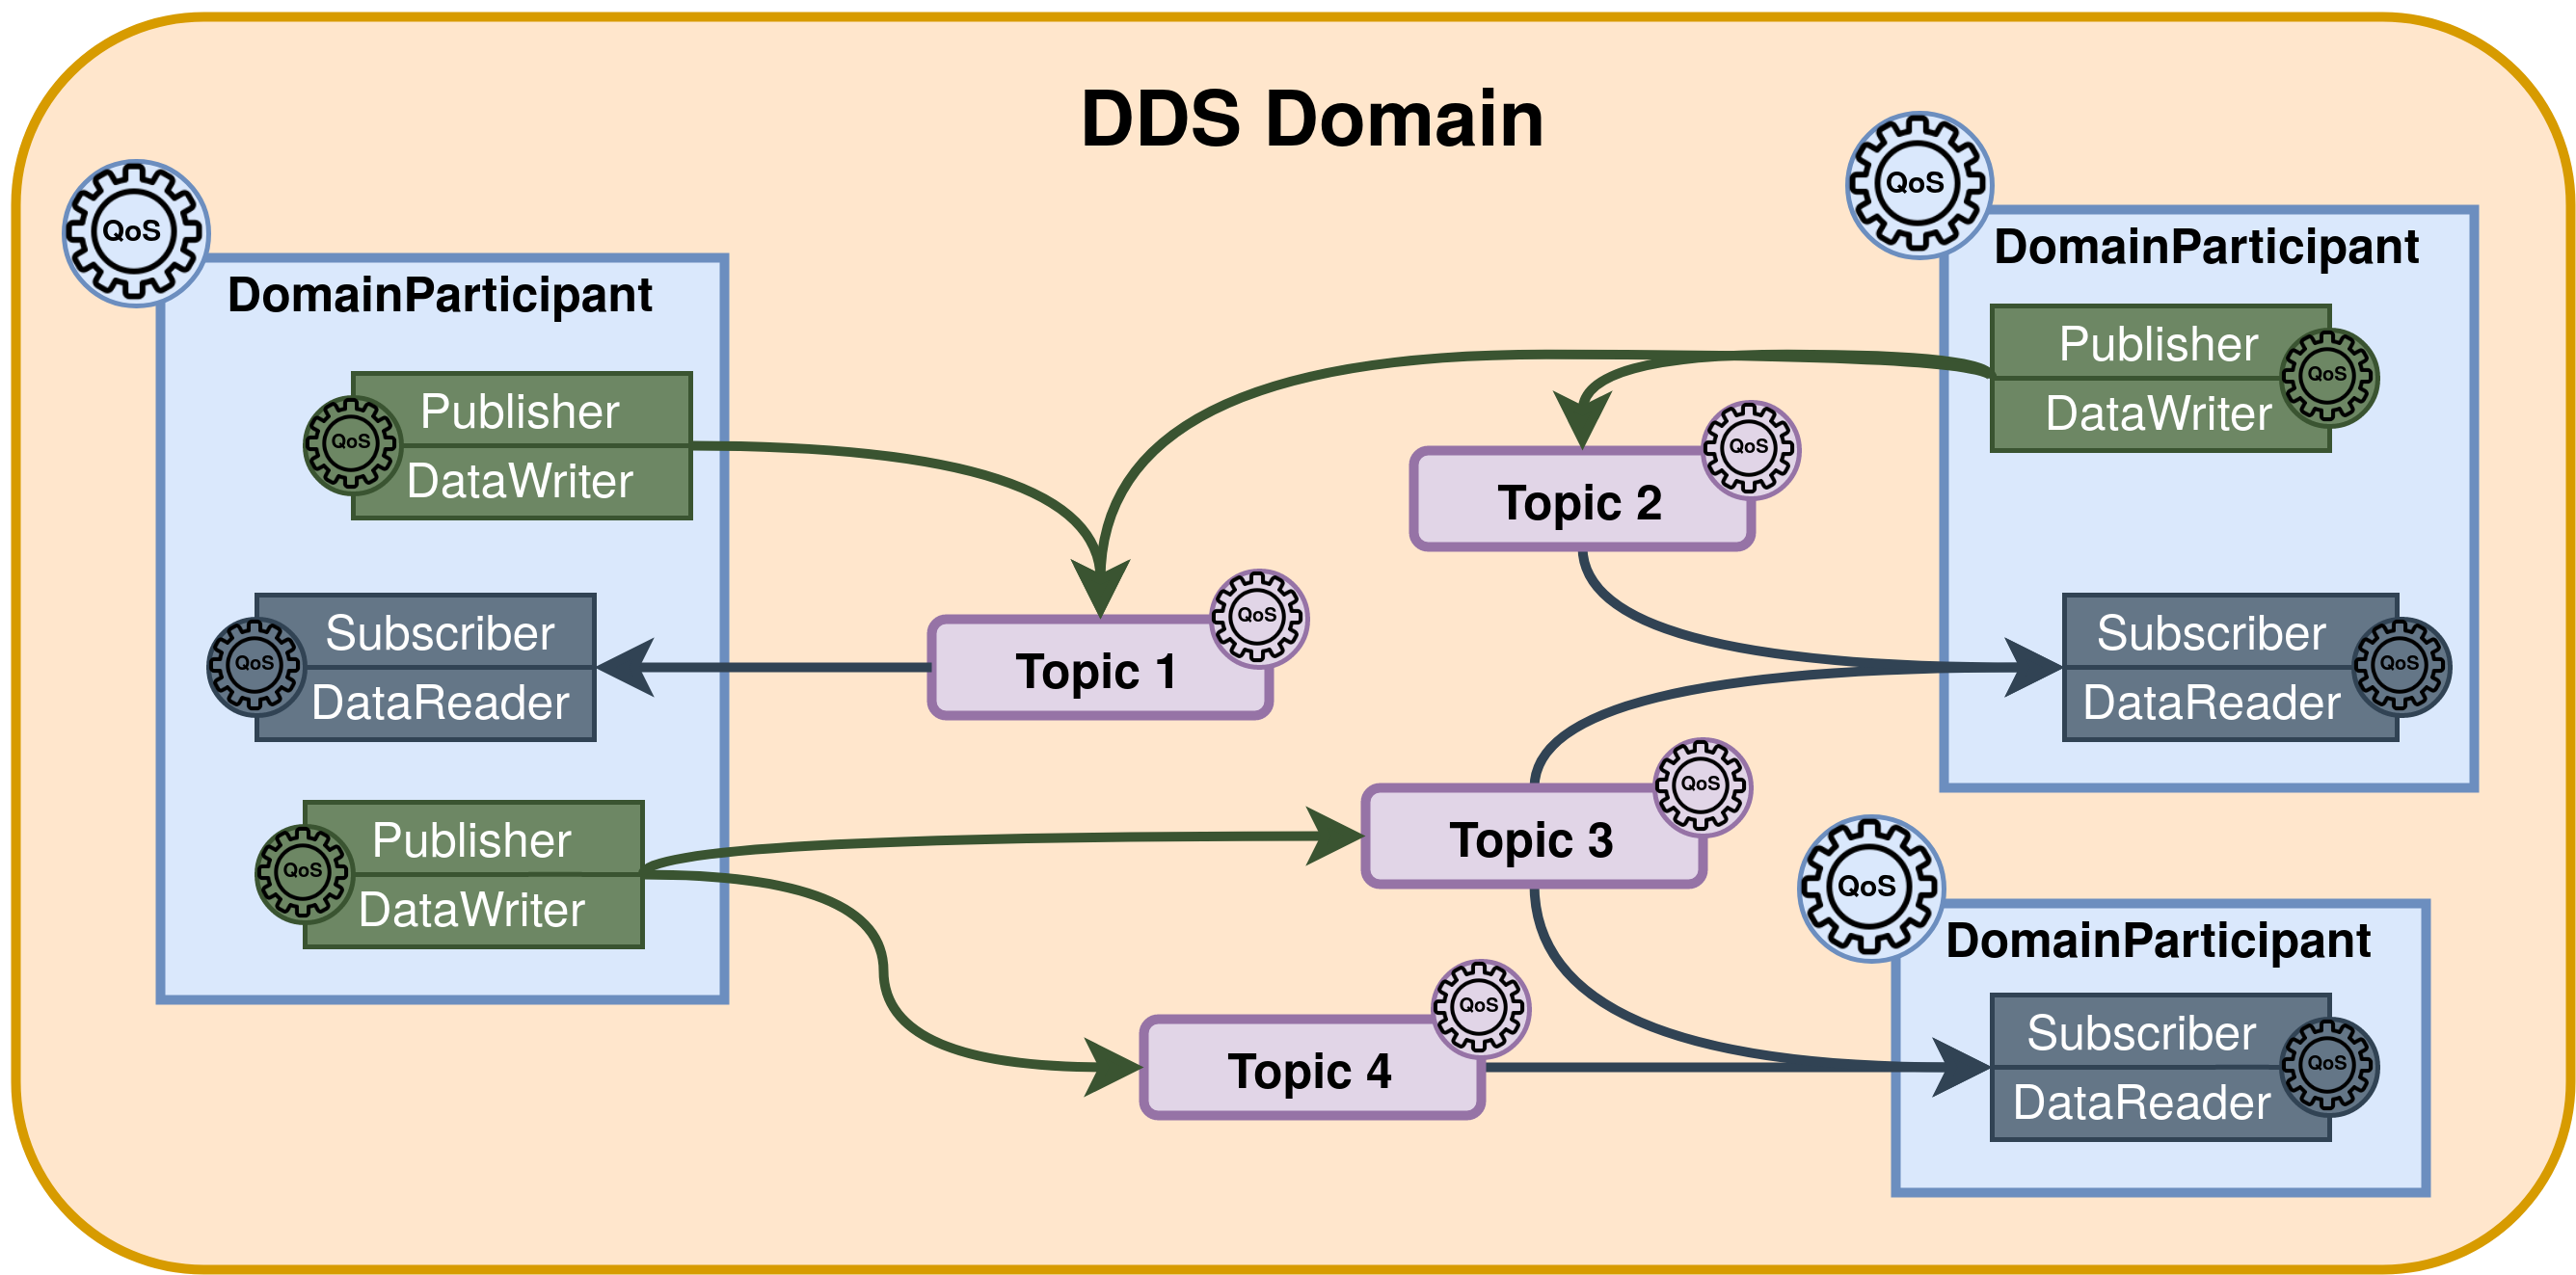 DDS Domain
QoS
DomainParticipant
QoS
Publisher
DataWriter
QoS
Subscriber
DataReader
QoS
Publisher
DataWriter
Topic 1
QoS
Topic 2
QoS
Topic 3
QoS
Topic 4
QoS
QoS
DomainParticipant
Publisher
DataWriter
QoS
Subscriber
DataReader
QoS
QoS
DomainParticipant
Subscriber
DataReader
QoS